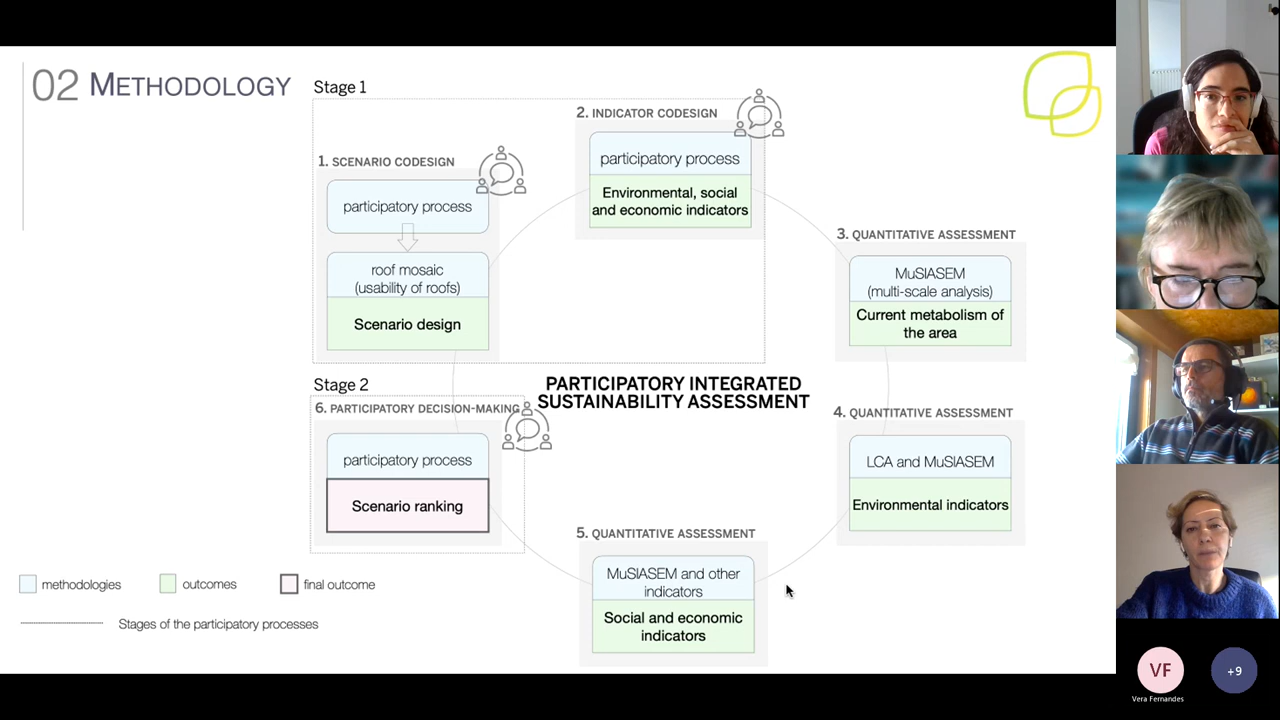 02 METHODOLOGY
Stage 1
1. SCENARIO CODESIGN
participatory process
roof mosaic
(usability of roofs)
Scenario design
2. INDICATOR CODESIGN
participatory process
Environmental, social
and economic indicators
3. QUANTITATIVE ASSESSMENT
MuSIASEM
(multi-scale analysis)
Current metabolism of
the area
PARTICIPATORY INTEGRATED
SUSTAINABILITY ASSESSMENT
4. QUANTITATIVE ASSESSMENT
LCA and MuSIASEM
Environmental indicators
5. QUANTITATIVE ASSESSMENT
MuSIASEM and other
indicators
Social and economic
indicators
Stage 2
6. PARTICIPATORY DECISION-MAKING
participatory process
Scenario ranking
methodologies
outcomes
final outcome
Stages of the participatory processes
VF
Vera Fernandes
+9